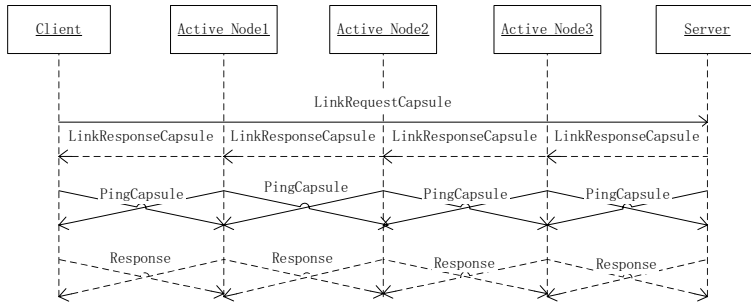 Client
Active Node1
Active Node2
Active Node3
Server
LinkRequestCapsule
LinkResponseCapsule
LinkResponseCapsule
LinkResponseCapsule
LinkResponseCapsule
PingCapsule
PingCapsule
PingCapsule
PingCapsule
Response
Response
Response
Response